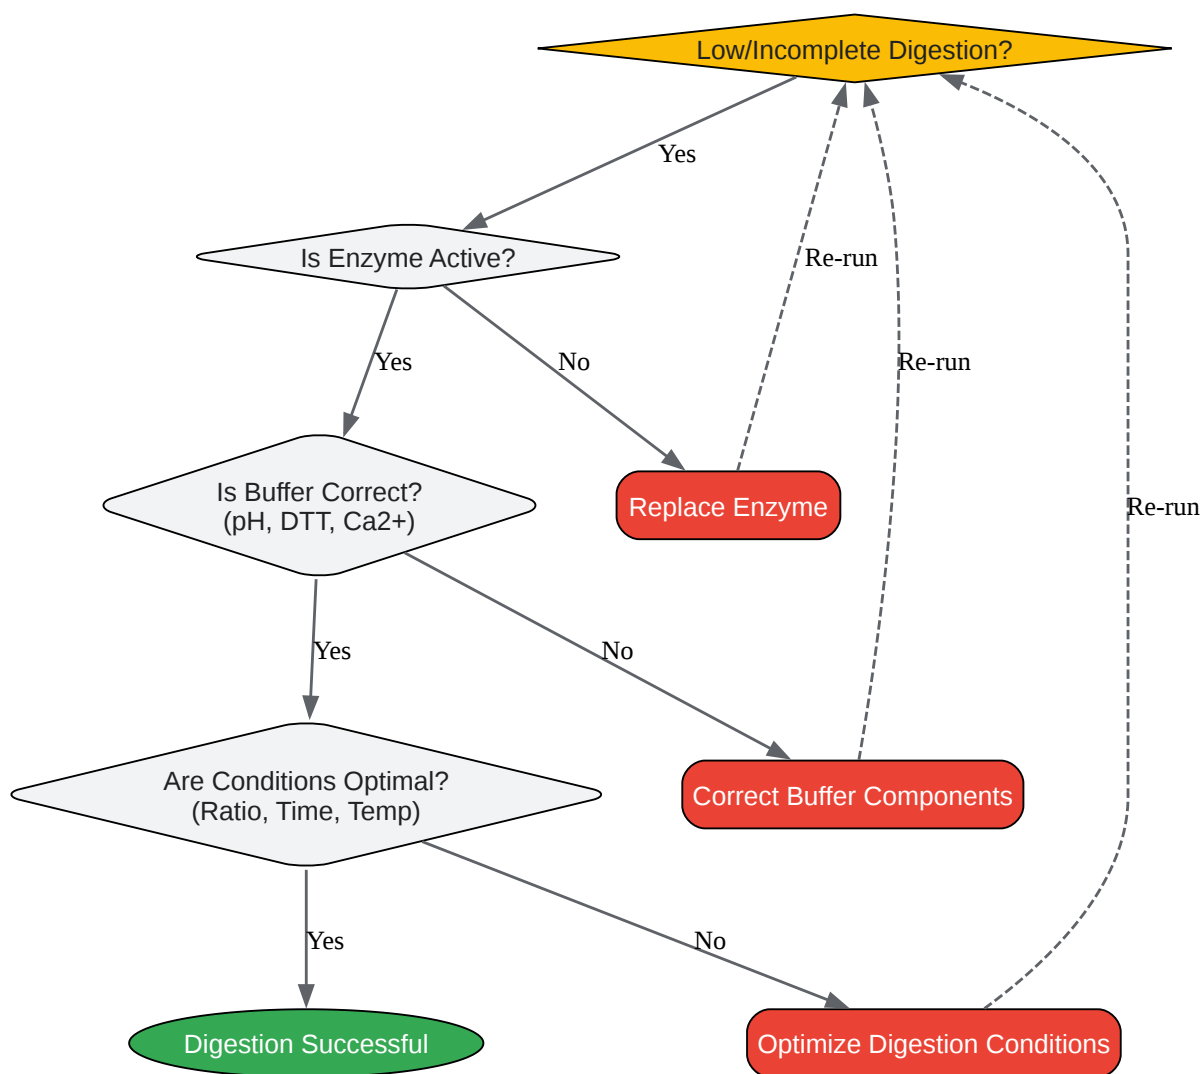 Low/Incomplete Digestion?
Yes
Is Enzyme Active?
Re-run
Yes
No
Re-run
Is Buffer Correct?
(pH, DTT, Ca2+)
Replace Enzyme
Re-run
Yes
No
Are Conditions Optimal?
(Ratio, Time, Temp)
Correct Buffer Components
Yes
No
Digestion Successful
Optimize Digestion Conditions